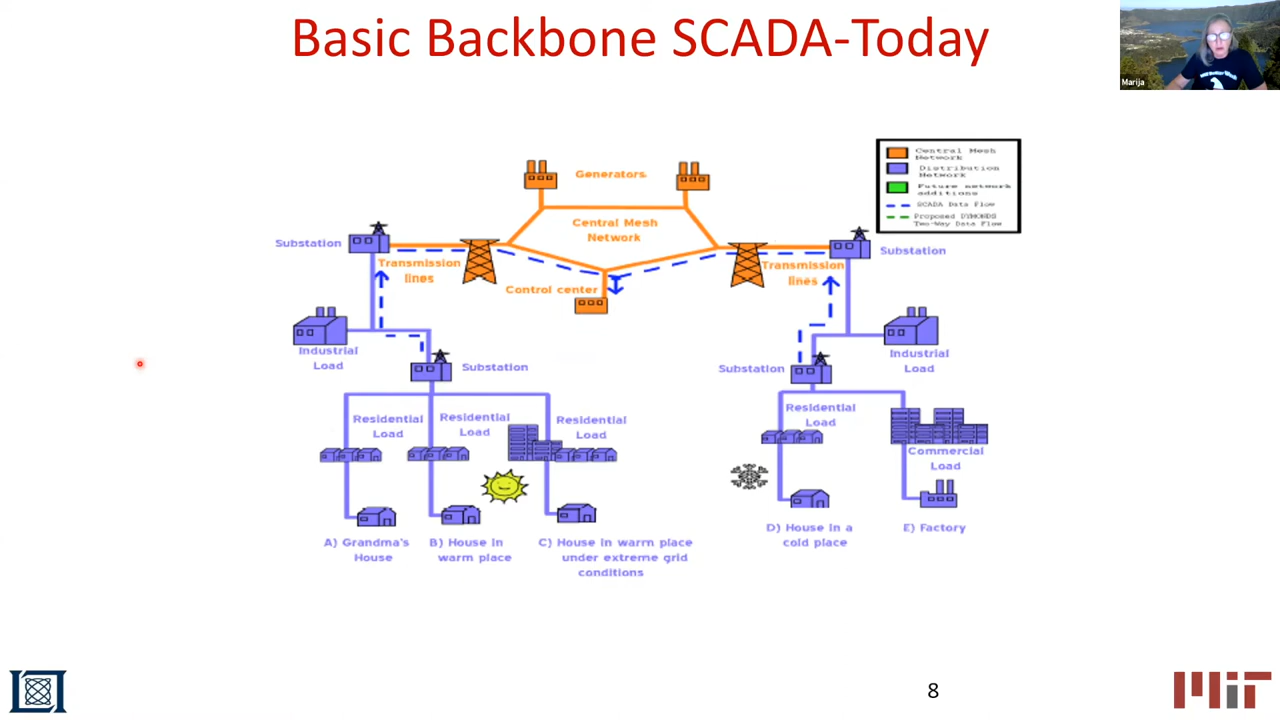 Basic Backbone SCADA-Today
Marija
Central Mesh
Network
Distribution
Network
Future network
additions
SCADA Data Flow
Proposed DYMONDS
Two-Way Data Flow
Generators
Central Mesh
Network
Substation
Transmission
lines
Control center
Transmission
lines
Substation
Industrial
Load
Substation
Substation
Industrial
Load
Residential
Load
Residential
Load
Residential
Load
Residential
Load
Commercial
Load
A) Grandma's
House
B) House in
warm place
C) House in warm place
under extreme grid
conditions
D) House in a
cold place
E) Factory
8
MIT